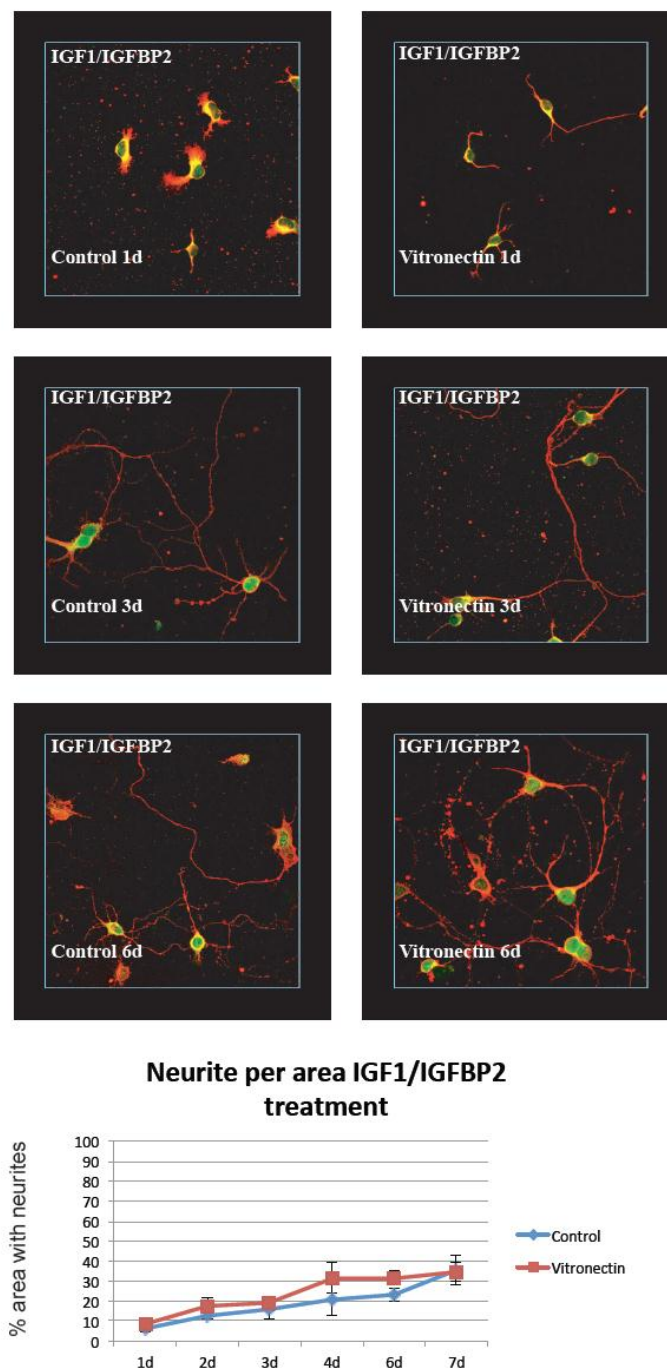 IGF1/IGFBP2
Control 1d
IGF1/IGFBP2
Vitronectin 1d
IGF1/IGFBP2
Control 3d
IGF1/IGFBP2
Vitronectin 3d
IGF1/IGFBP2
Control 6d
IGF1/IGFBP2
Vitronectin 6d
Neurite per area IGF1/IGFBP2
treatment
% area with neurites
100
90
80
70
60
50
40
30
20
10
0
1d 2d 3d 4d 6d 7d
Control
Vitronectin